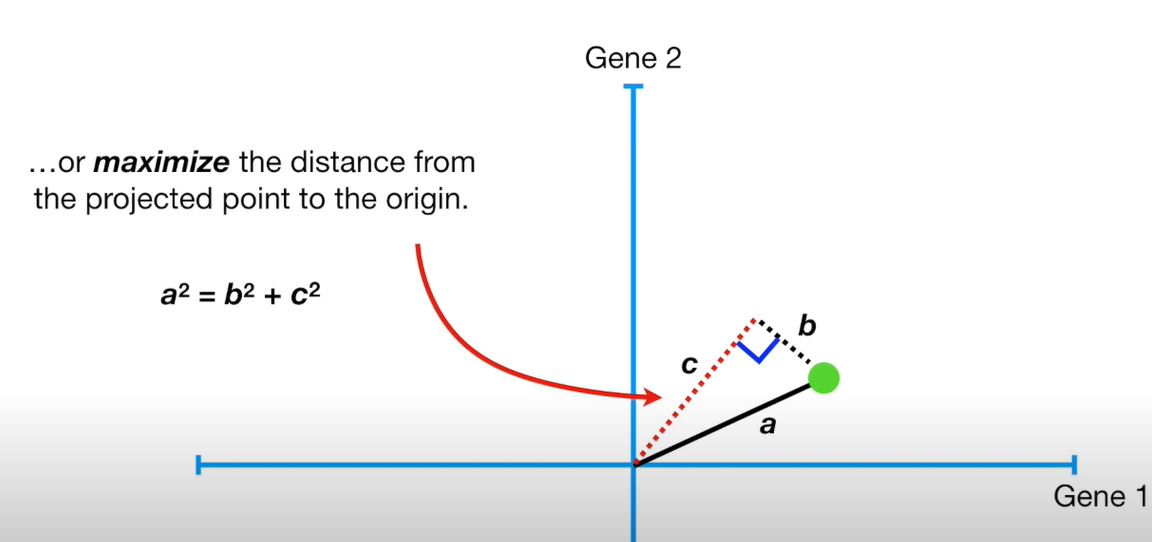 Gene 2
…or maximize the distance from
the projected point to the origin.
a² = b² + c²
b
c
a
Gene 1